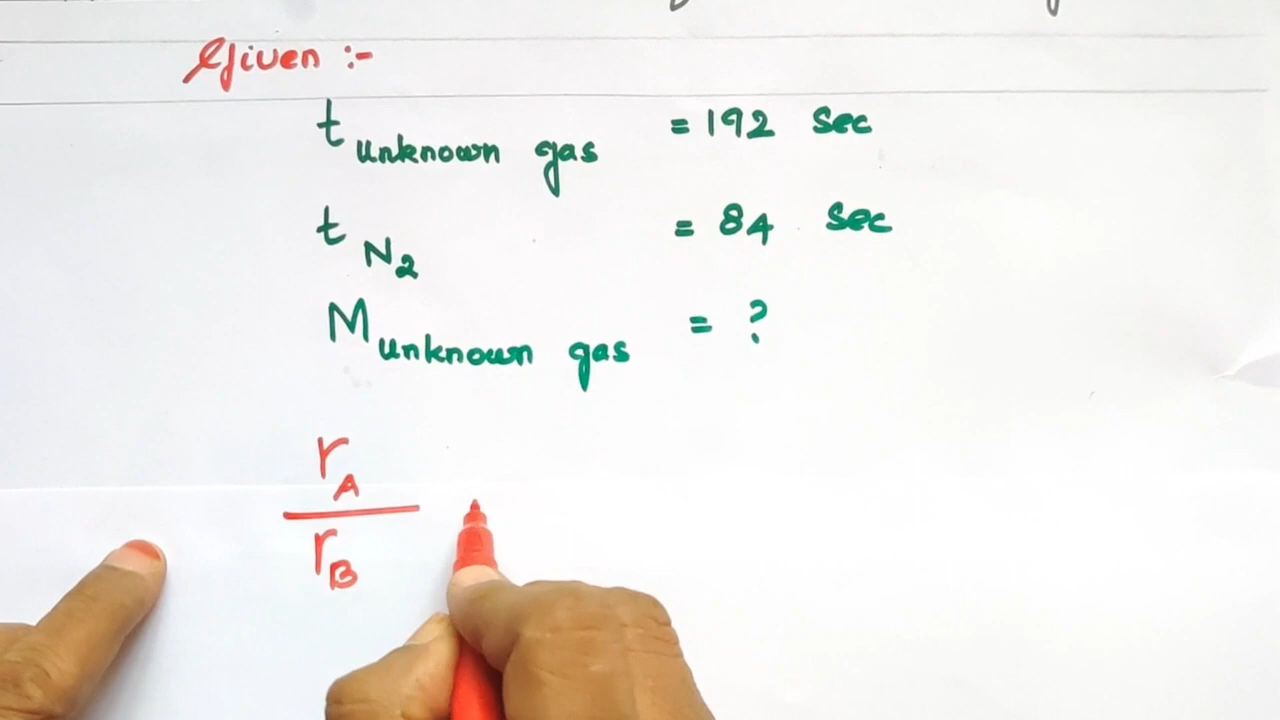 Given :-
t unknown gas = 192 sec
t N2 = 84 sec
M unknown gas = ?
rA
rB